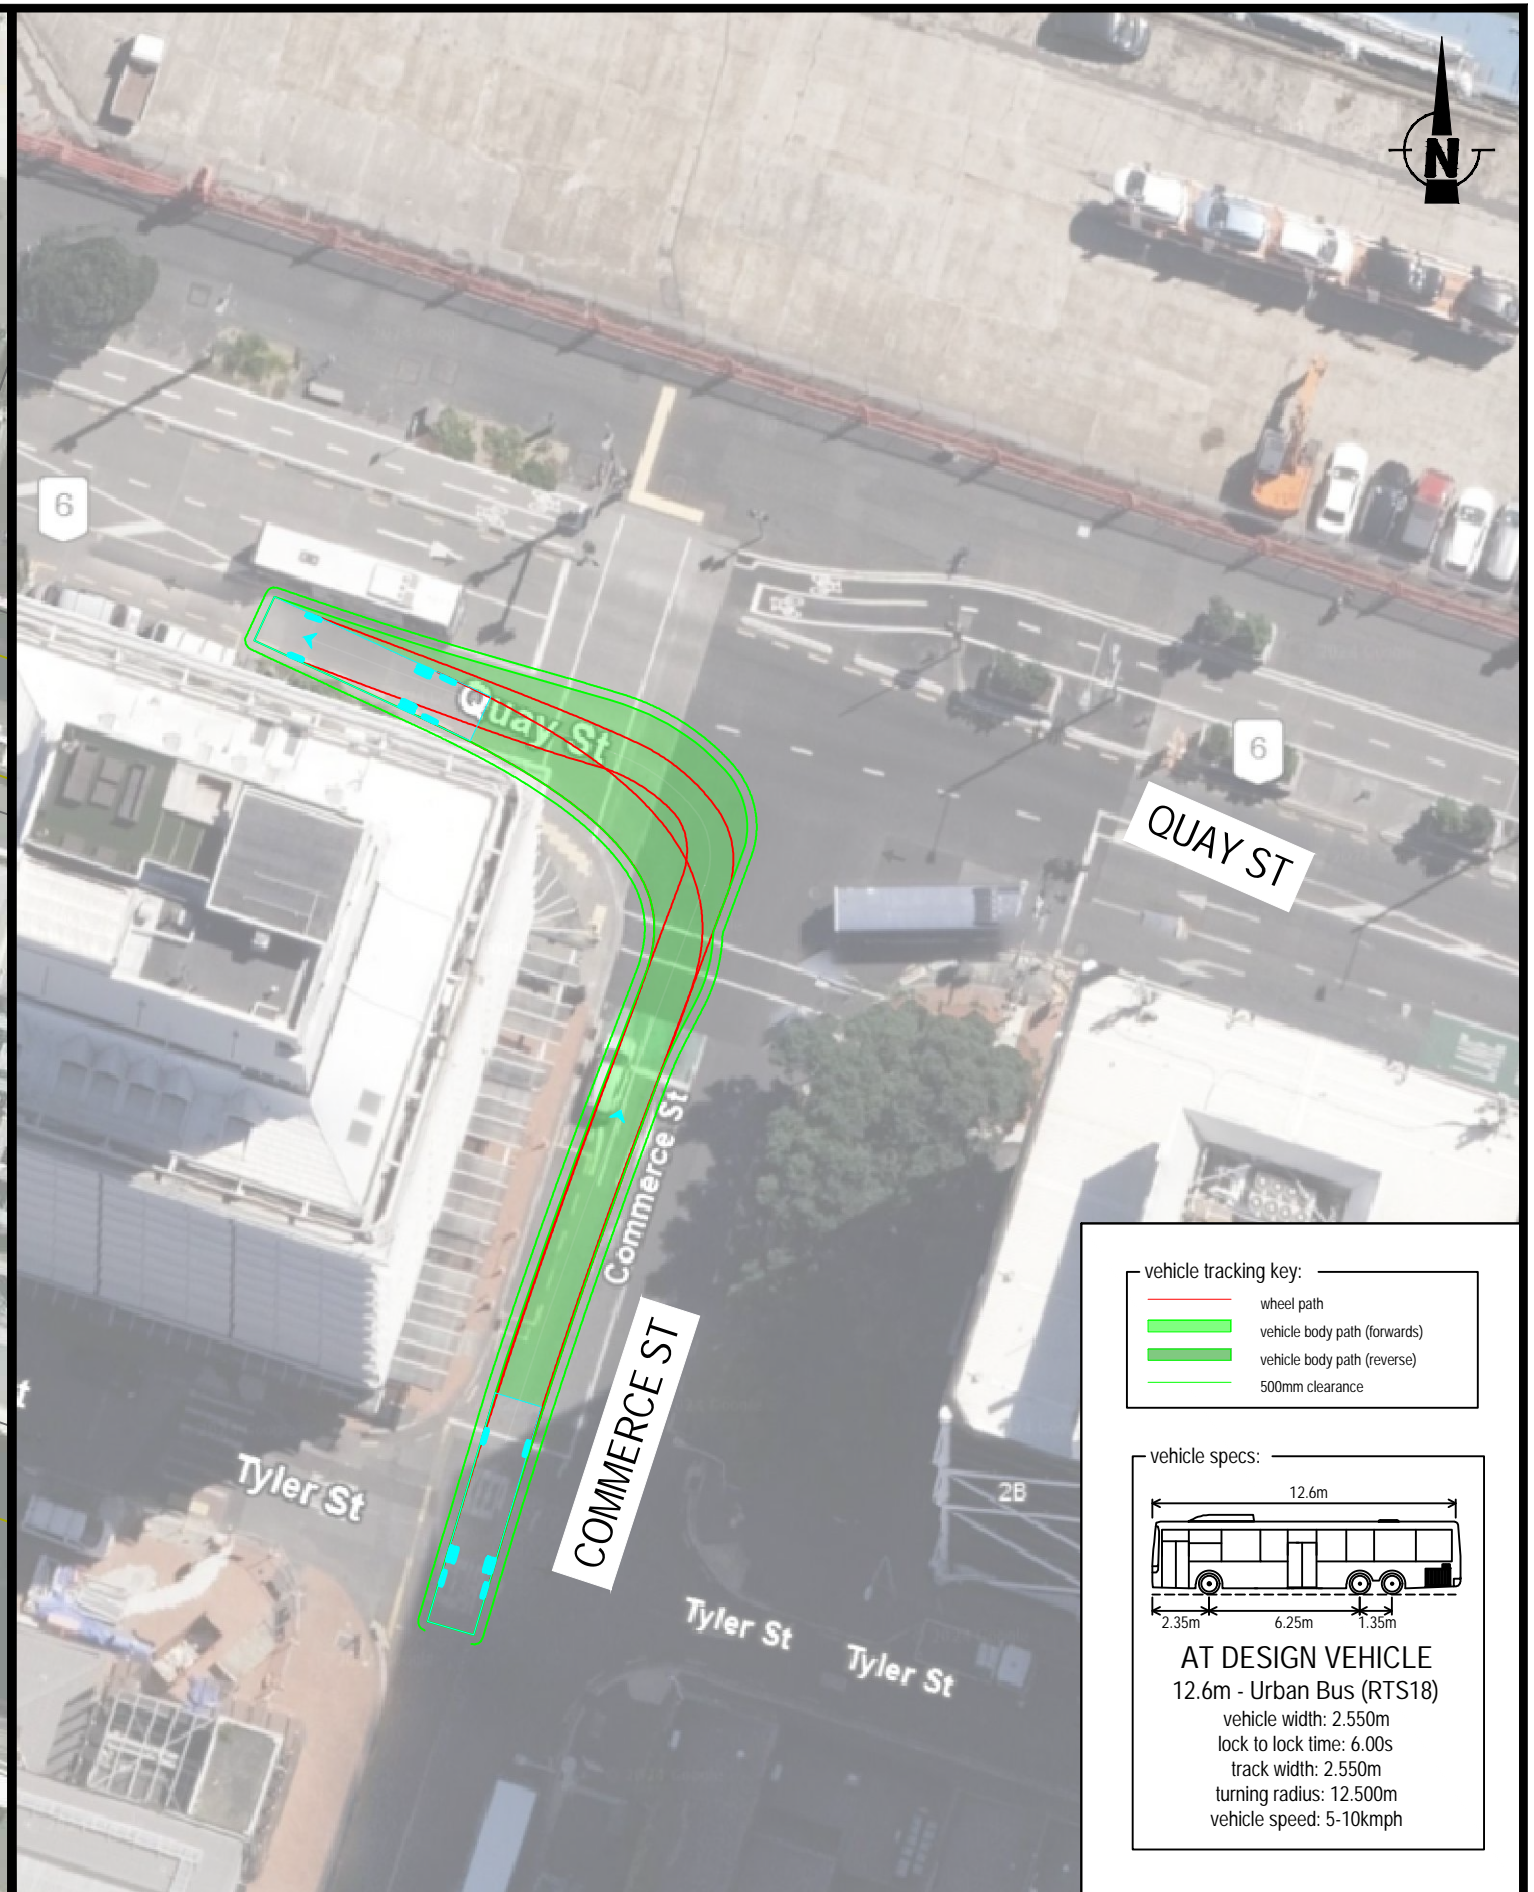 N
6
Quay St
6
QUAY ST
Commerce St
COMMERCE ST
t
Tyler St
2B
Tyler St
Tyler St
vehicle tracking key:
wheel path
vehicle body path (forwards)
vehicle body path (reverse)
500mm clearance
vehicle specs:
12.6m
2.35m 6.25m 1.35m
AT DESIGN VEHICLE
12.6m - Urban Bus (RTS18)
vehicle width: 2.550m
lock to lock time: 6.00s
track width: 2.550m
turning radius: 12.500m
vehicle speed: 5-10kmph